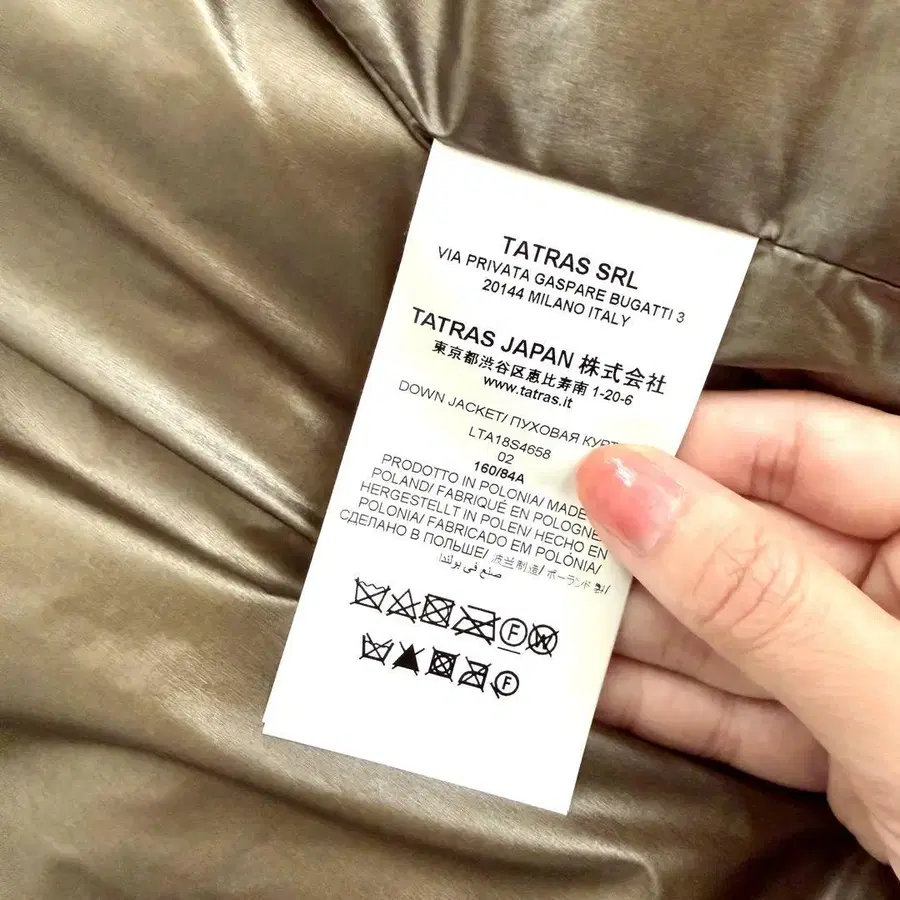 TATRAS SRL
VIA PRIVATA GASPARE BUGATTI 3
20144 MILANO ITALY
TATRAS JAPAN 株式会社
東京都渋谷区恵比寿南 1-20-6
www.tatras.it
DOWN JACKET/ ПУХОВАЯ
LTA18S4658
02
160/84A
PRODOTTO IN POLONIA/ MADE
POLAND/ FABRIQUÉ EN POLOGNE
HERGESTELLT IN POLEN/ HECHO EN
POLONIA/ FABRICADO EM POLÓNIA/
СДЕЛАНО В ПОЛЬШЕ/ 波兰制造/ ポーランド製/
صنع في بولندا
F W
F